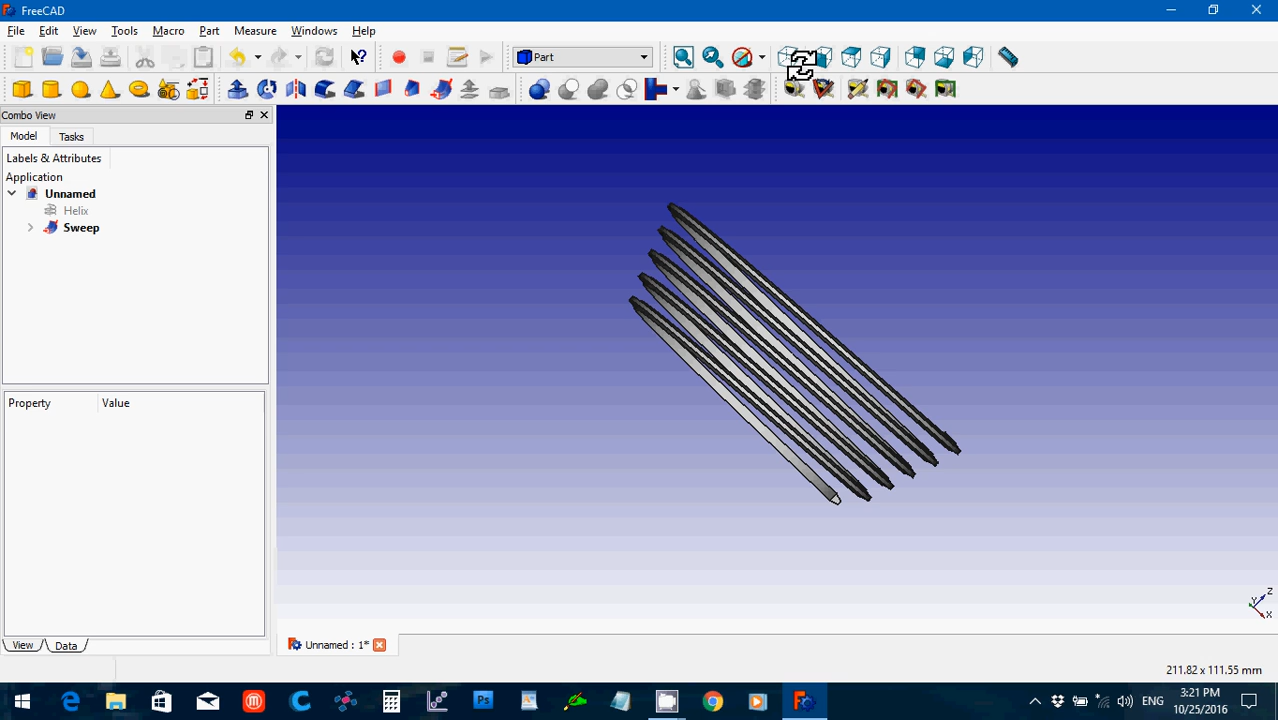 FreeCAD
File Edit View Tools Macro Part Measure Windows Help
Part
Combo View
Model Tasks
Labels & Attributes
Application
Unnamed
Helix
Sweep
Property Value
View Data
Unnamed : 1*
Z
Y
X
211.82 x 111.55 mm
ENG
3:21 PM
10/25/2016